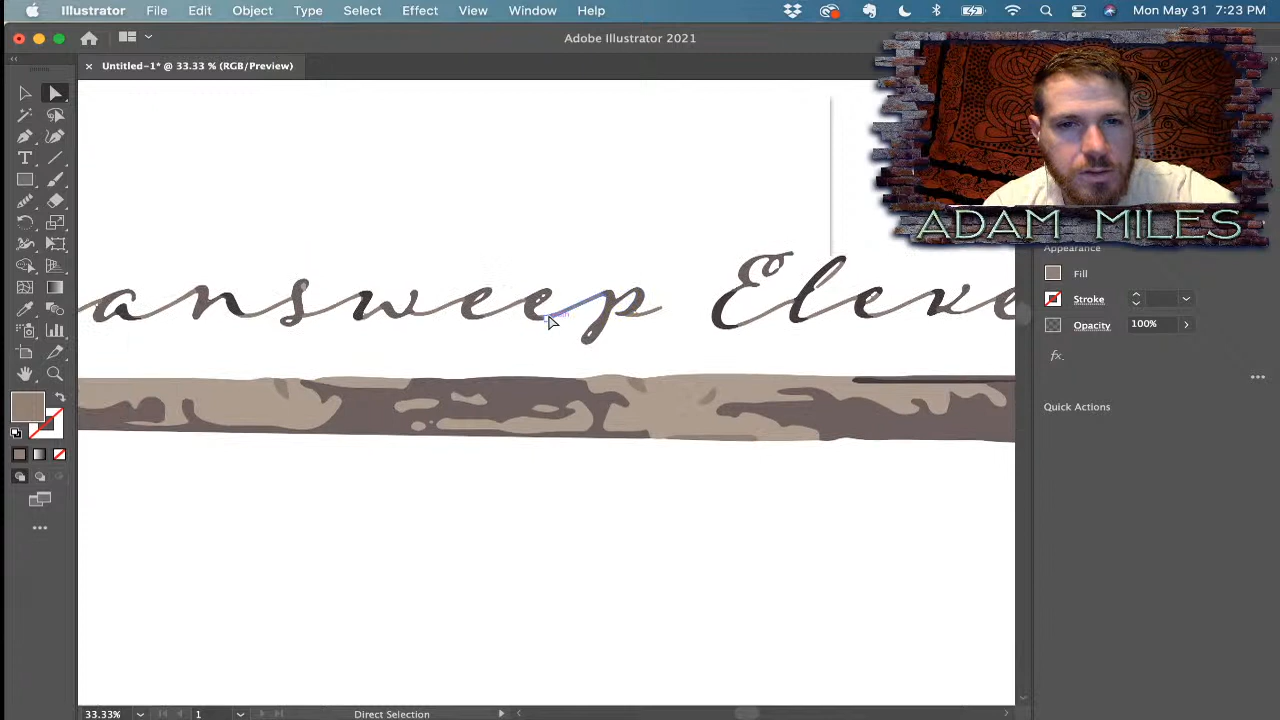 Illustrator File Edit Object Type Select Effect View Window Help Mon May 31 7:23 PM
Adobe Illustrator 2021
Untitled-1* @ 33.33 % (RGB/Preview)
ADAM MILES
answeep Eleve
Appearance
Fill
Stroke
Opacity 100%
fx.
Quick Actions
33.33% 1 Direct Selection